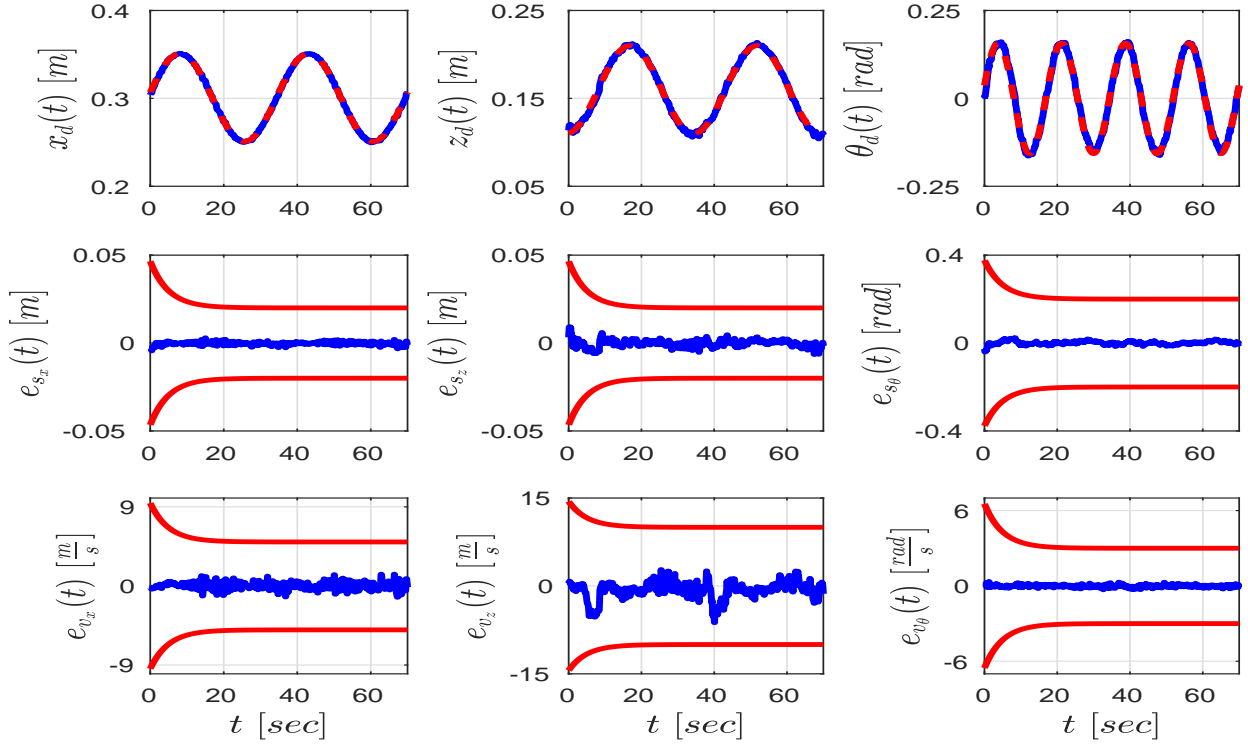 x_d(t) [m]
0.4
0.3
0.2
0 20 40 60
z_d(t) [m]
0.25
0.15
0.05
0 20 40 60
θ_d(t) [rad]
0.25
0
-0.25
0 20 40 60
e_{s_x}(t) [m]
0.05
0
-0.05
0 20 40 60
e_{s_z}(t) [m]
0.05
0
-0.05
0 20 40 60
e_{s_θ}(t) [rad]
0.4
0
-0.4
0 20 40 60
e_{v_x}(t) [m/s]
9
0
-9
0 20 40 60
t [sec]
e_{v_z}(t) [m/s]
15
0
-15
0 20 40 60
t [sec]
e_{v_θ}(t) [rad/s]
6
0
-6
0 20 40 60
t [sec]